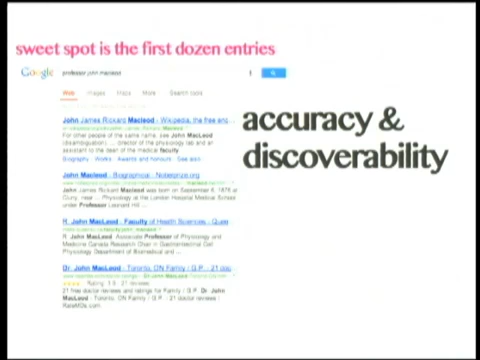 sweet spot is the first dozen entries
Google professor john macleod
Web Images Maps More Search tools
John James Rickard Macleod - Wikipedia, the free enc...
For other people of the same name, see John MacLeod
(disambiguation). ... director of the physiology lab and an
assistant to the dean of the medical faculty.
Biography Works Awards and honours See also
John MacLeod - Biographical - Nobelprize.org
John James Rickard Macleod was born on September 6, 1876 at
... Physiology at the London Hospital Medical School
under Professor Leonard Hill ...
R. John MacLeod - Faculty of Health Sciences - Queen
R. John MacLeod. Associate Professor of Physiology and
Medicine Canada Research Chair in Gastrointestinal Cell
Physiology Department of Biomedical and ...
Dr. John MacLeod - Toronto, ON Family / G.P. - 21 doc
21 reviews
21 free doctor reviews and ratings for Family / G.P. Dr. John
MacLeod - Toronto, ON Family / G.P. - 21 doctor reviews /
RateMDs.com
accuracy &
discoverability